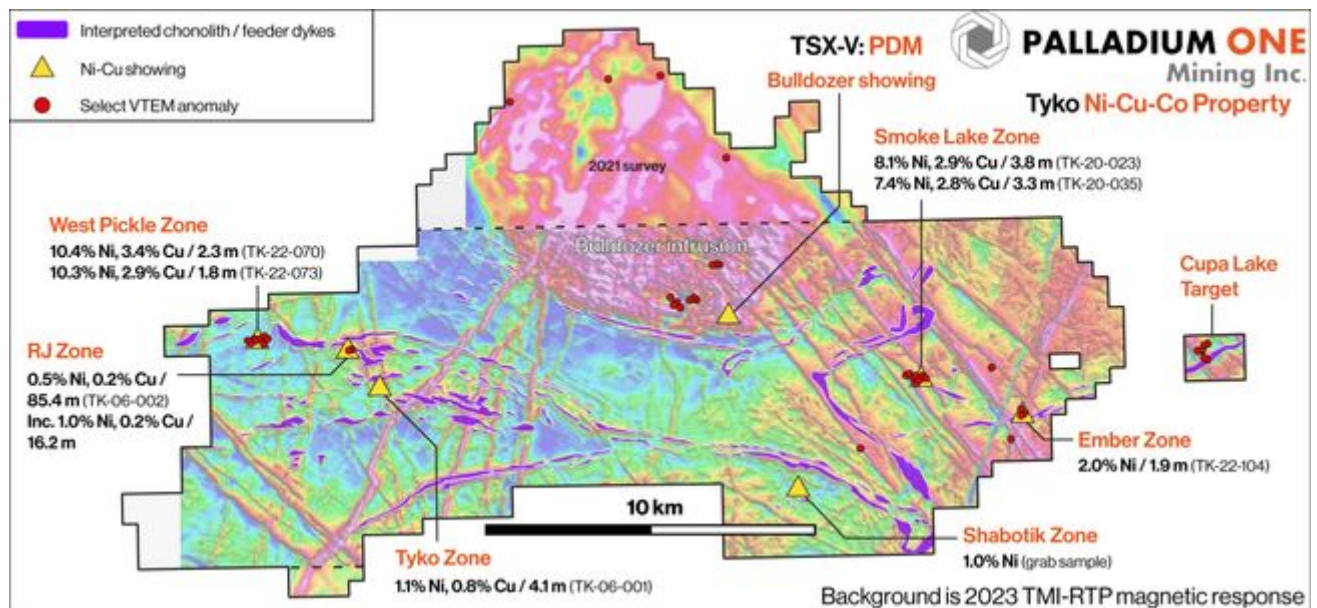 Interpreted chonolith / feeder dykes
Ni-Cu showing
Select VTEM anomaly
TSX-V: PDM
PALLADIUM ONE
Mining Inc.
Tyko Ni-Cu-Co Property
Bulldozer showing
Smoke Lake Zone
8.1% Ni, 2.9% Cu / 3.8 m (TK-20-023)
7.4% Ni, 2.8% Cu / 3.3 m (TK-20-035)
2021 survey
West Pickle Zone
10.4% Ni, 3.4% Cu / 2.3 m (TK-22-070)
10.3% Ni, 2.9% Cu / 1.8 m (TK-22-073)
Bulldozer intrusion
Cupa Lake
Target
RJ Zone
0.5% Ni, 0.2% Cu /
85.4 m (TK-06-002)
Inc. 1.0% Ni, 0.2% Cu /
16.2 m
Ember Zone
2.0% Ni / 1.9 m (TK-22-104)
10 km
Tyko Zone
1.1% Ni, 0.8% Cu / 4.1 m (TK-06-001)
Shabotik Zone
1.0% Ni (grab sample)
Background is 2023 TMI-RTP magnetic response